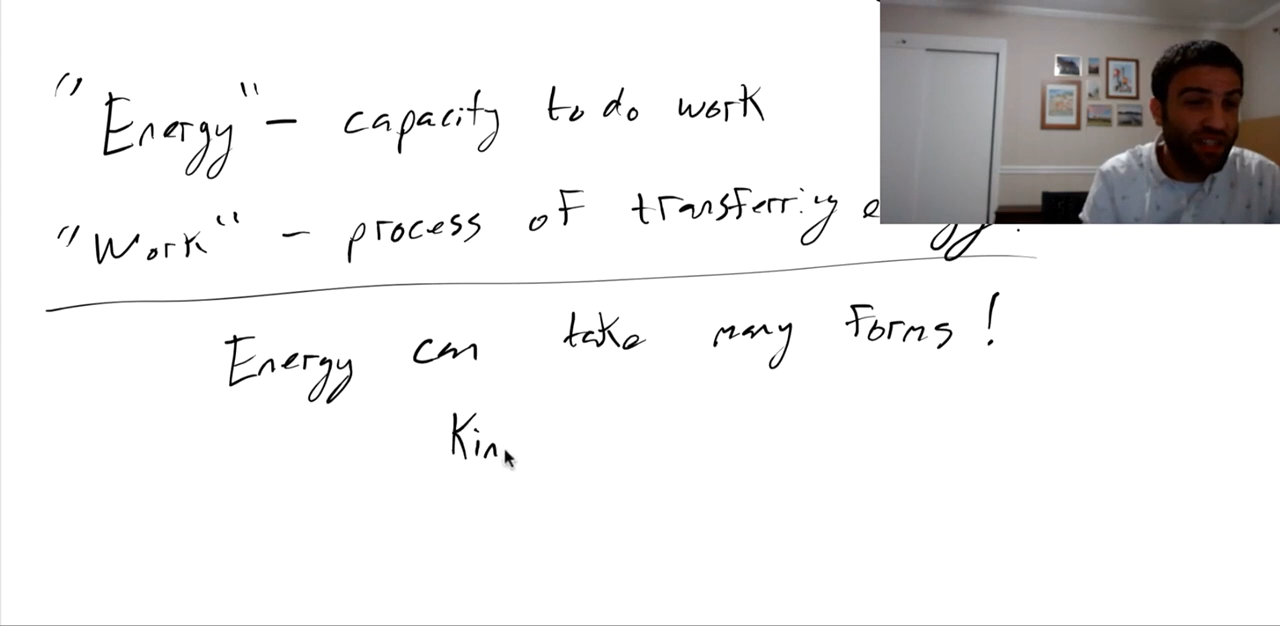 "Energy" - capacity to do work
"Work" - process of transferring
Energy can take many forms!
Kin